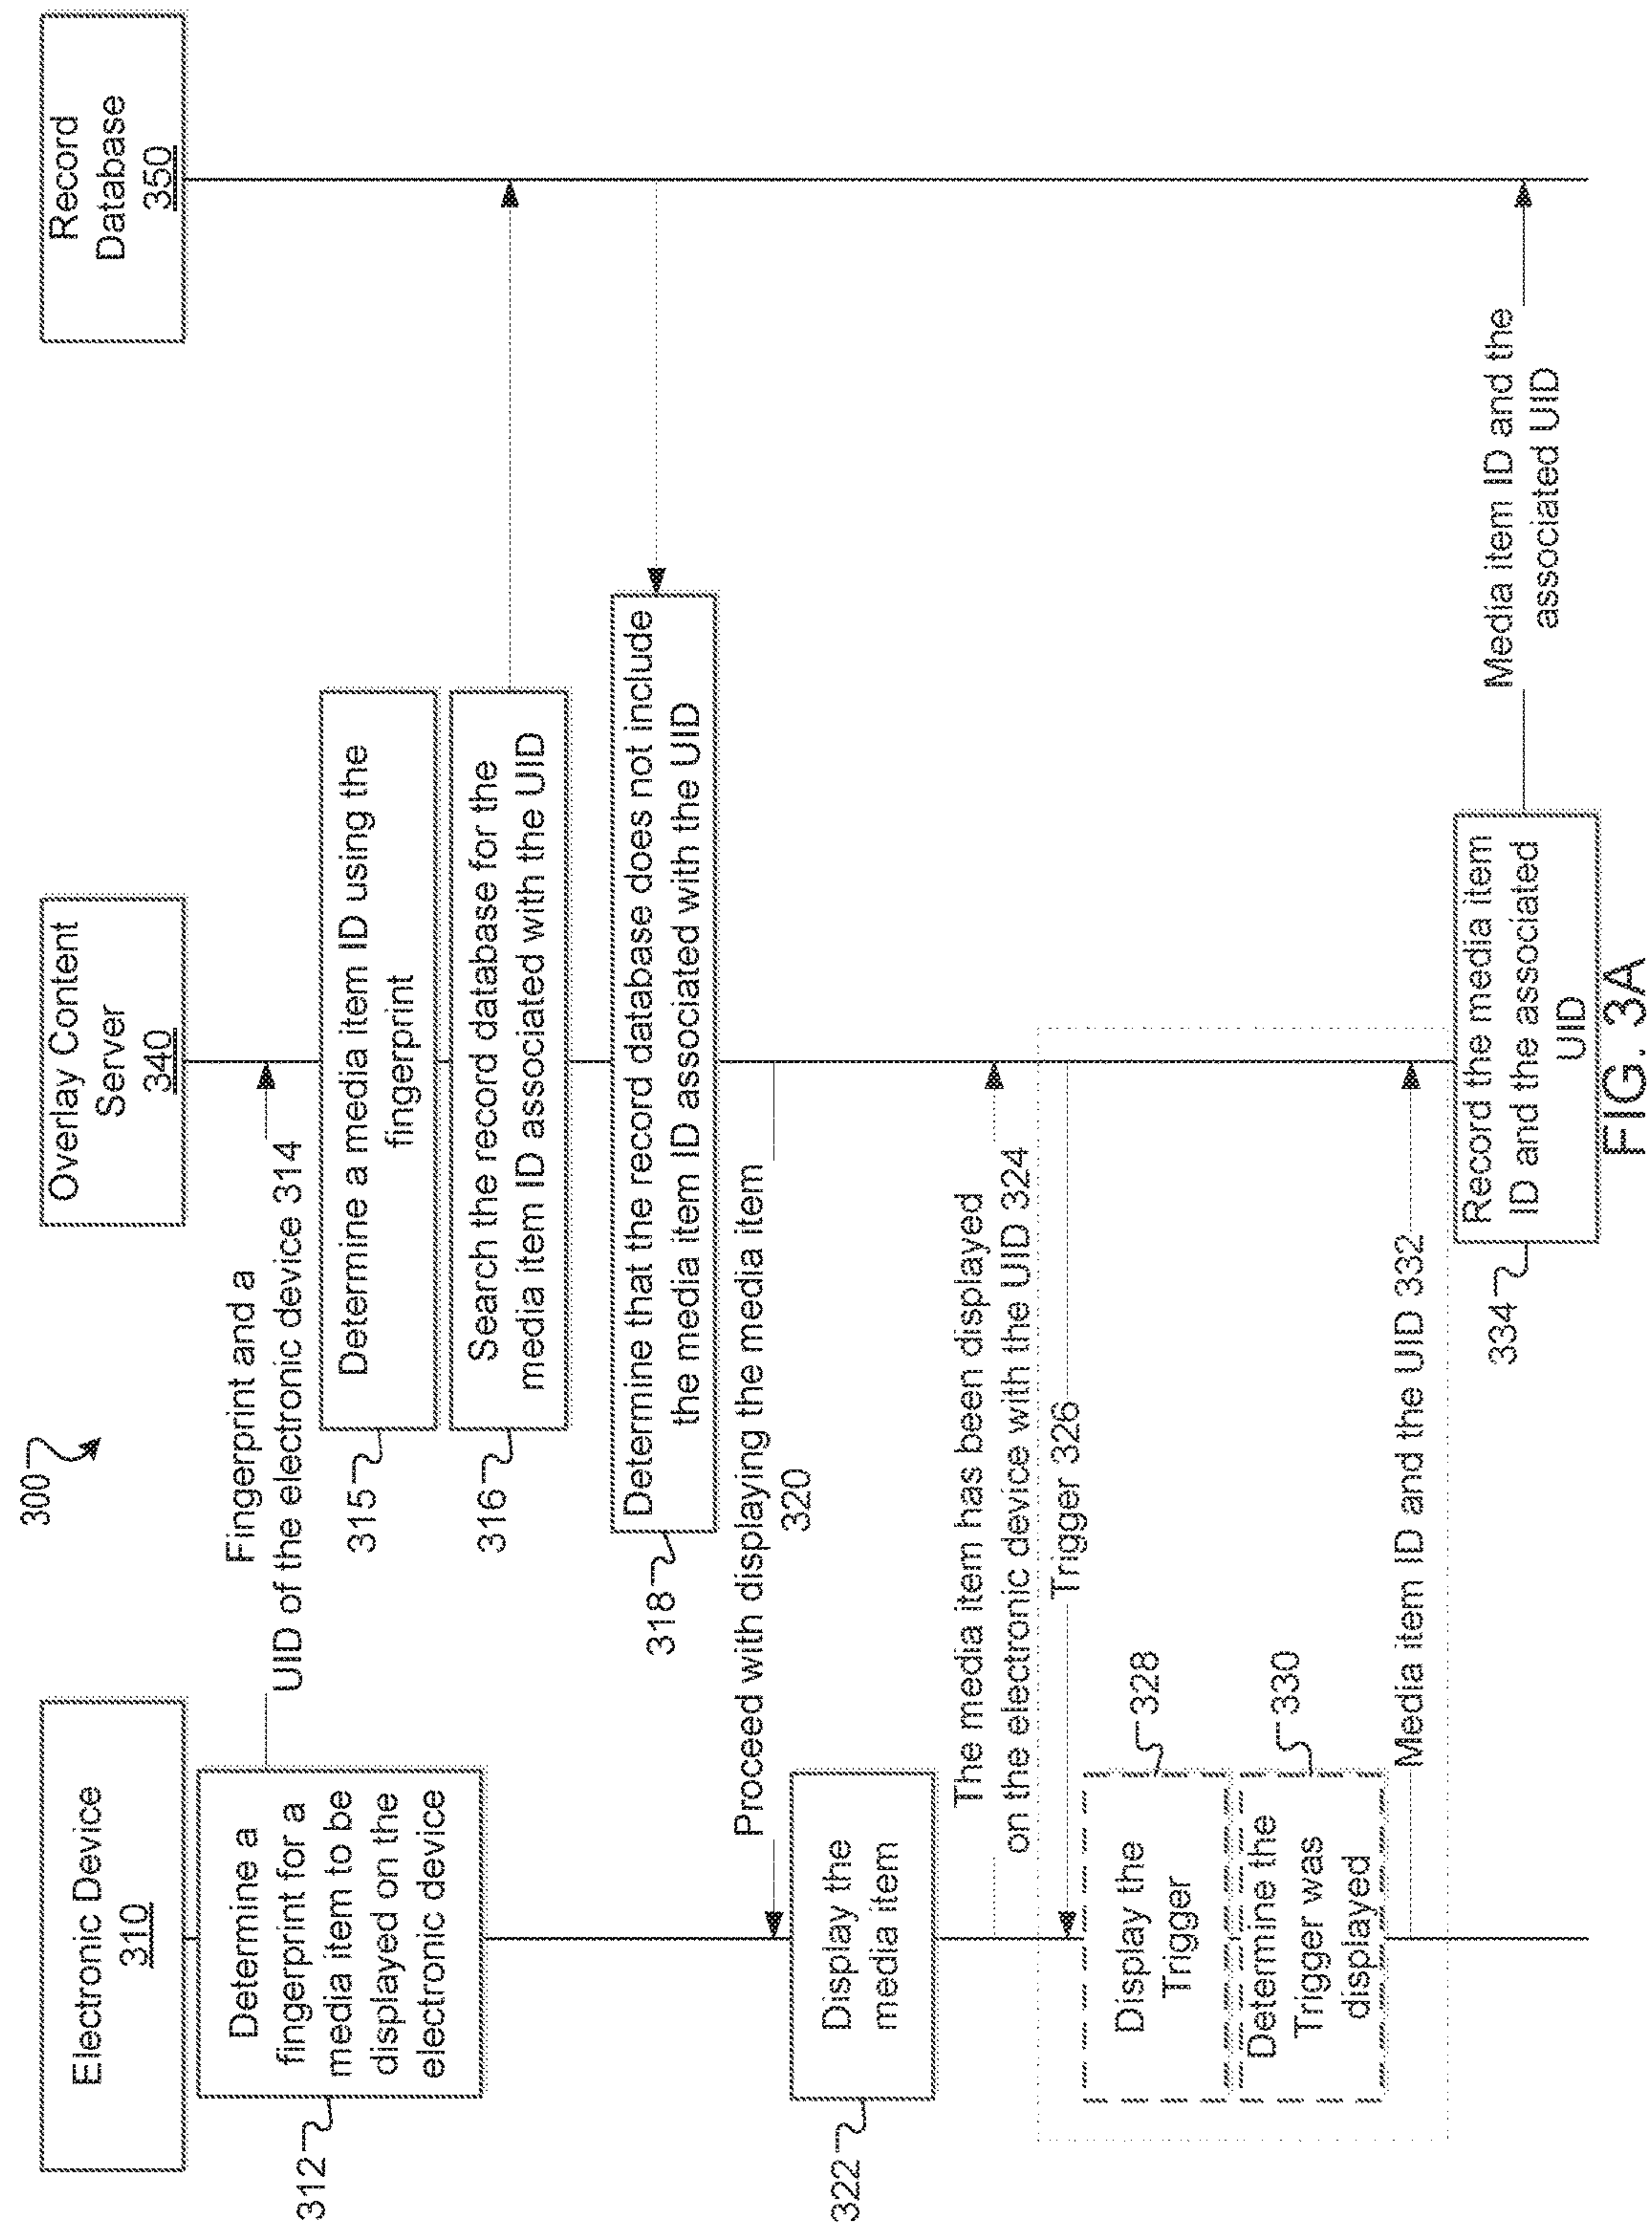 300
Electronic Device
310
Overlay Content
Server
340
Record
Database
350
312
Determine a
fingerprint for a
media item to be
displayed on the
electronic device
Fingerprint and a
UID of the electronic device 314
315
Determine a media item ID using the
fingerprint
316
Search the record database for the
media item ID associated with the UID
318
Determine that the record database does not include
the media item ID associated with the UID
Proceed with displaying the media item
320
322
Display the
media item
The media item has been displayed
on the electronic device with the UID 324
Trigger 326
Display the
Trigger
328
Determine the
Trigger was
displayed
330
Media item ID and the UID 332
334
Record the media item
ID and the associated
UID
Media item ID and the
associated UID
FIG. 3A